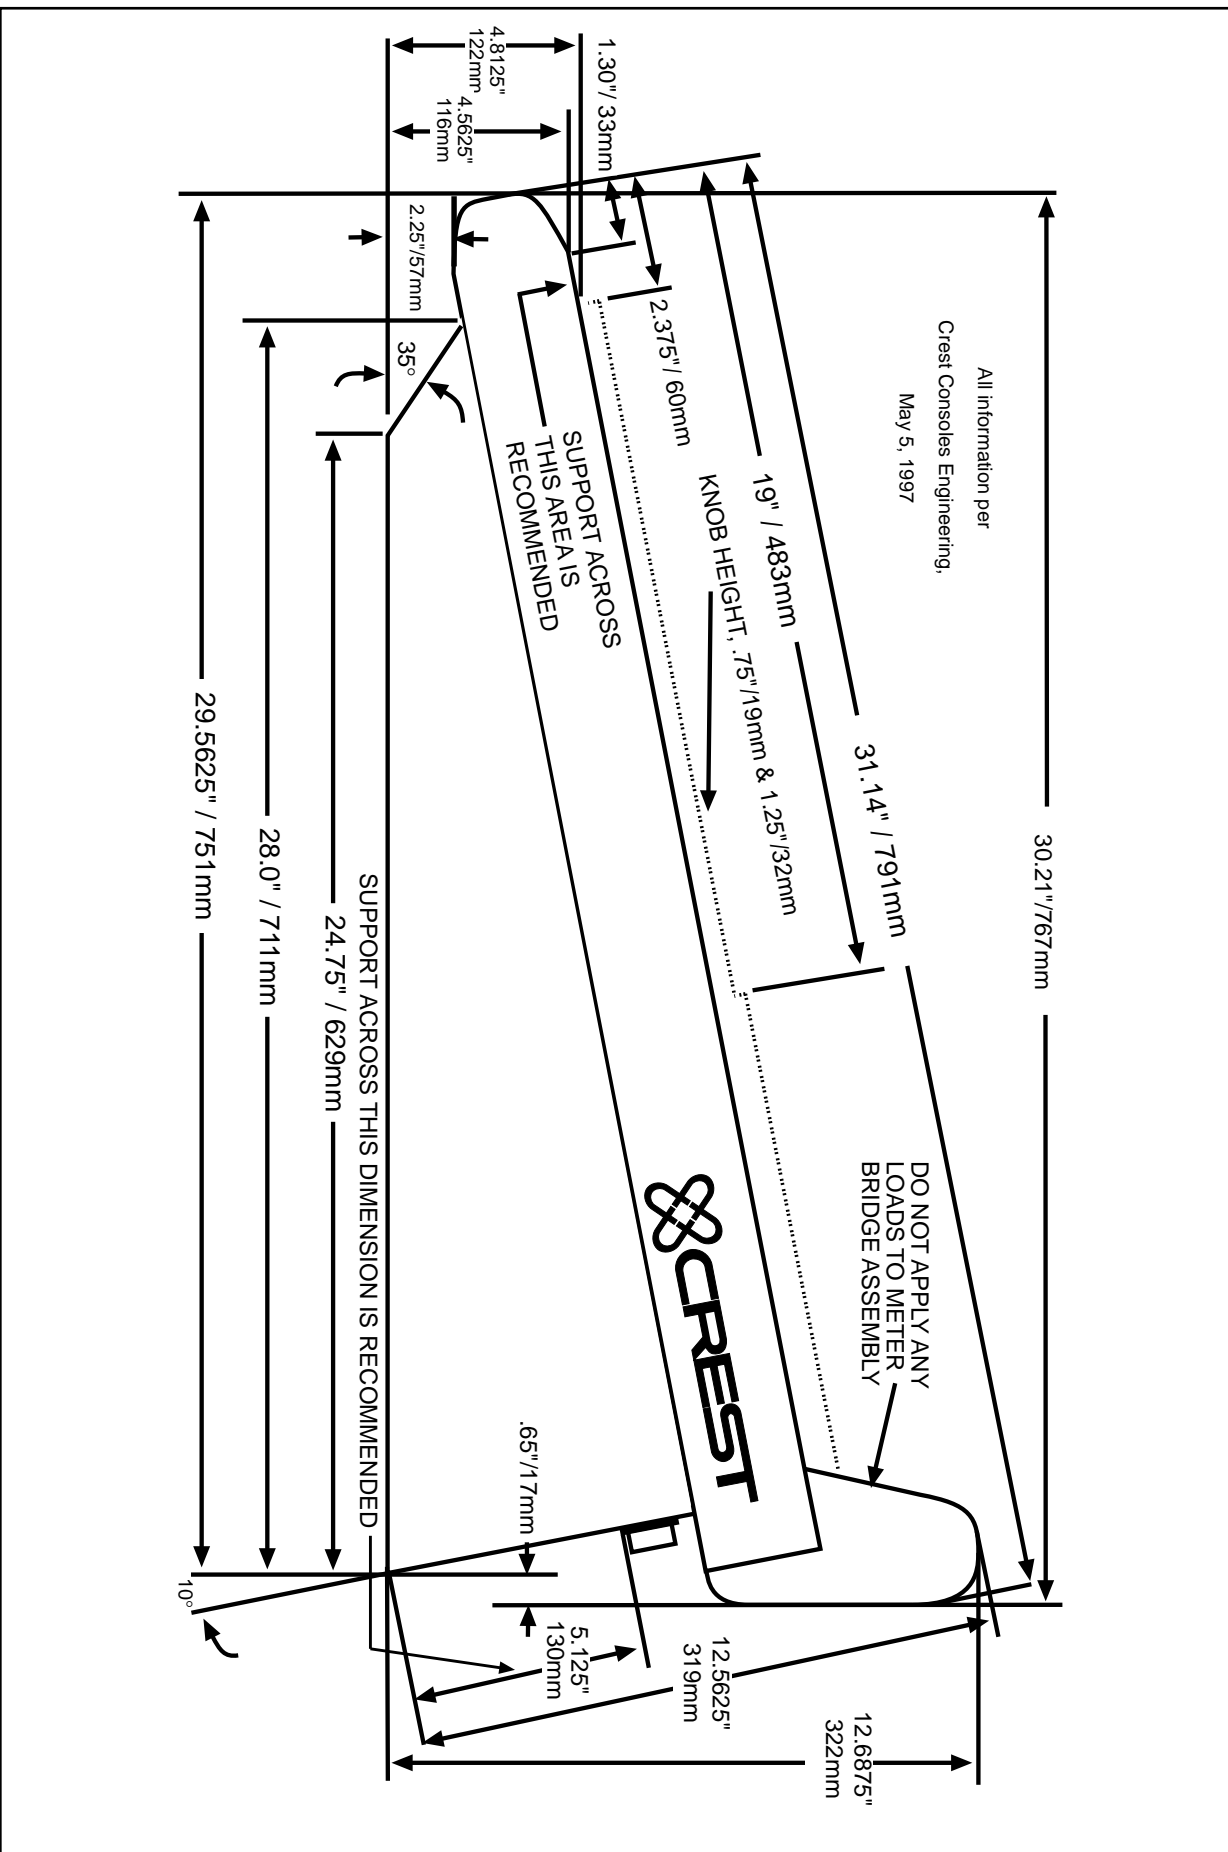 All information per
Crest Consoles Engineering,
May 5, 1997
30.21"/767mm
31.14" / 791mm
19" / 483mm
KNOB HEIGHT, .75"/19mm & 1.25"/32mm
2.375"/ 60mm
1.30"/ 33mm
4.8125"
122mm
4.5625"
116mm
2.25"/57mm
35°
SUPPORT ACROSS
THIS AREA IS
RECOMMENDED
DO NOT APPLY ANY
LOADS TO METER
BRIDGE ASSEMBLY
CREST
.65"/17mm
12.6875"
322mm
12.5625"
319mm
5.125"
130mm
SUPPORT ACROSS THIS DIMENSION IS RECOMMENDED
24.75" / 629mm
28.0" / 711mm
29.5625" / 751mm
10°